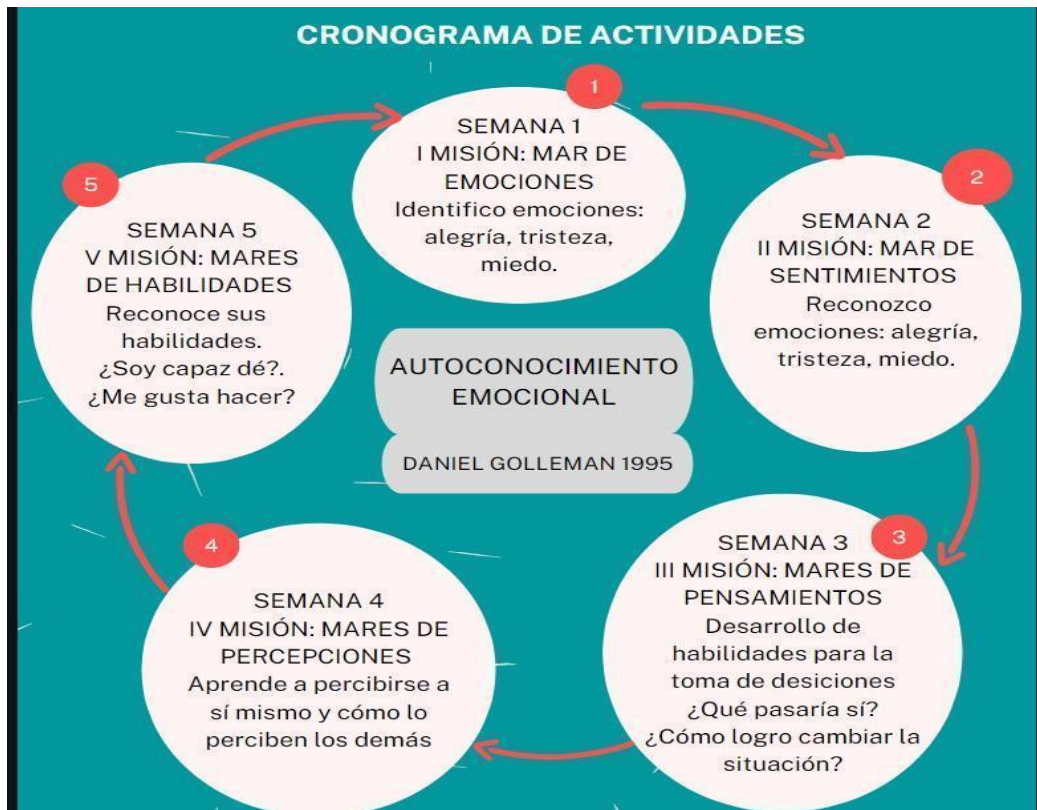 CRONOGRAMA DE ACTIVIDADES
1
SEMANA 1
I MISIÓN: MAR DE
EMOCIONES
Identifico emociones:
alegría, tristeza,
miedo.
2
SEMANA 2
II MISIÓN: MAR DE
SENTIMIENTOS
Reconozco
emociones: alegría,
tristeza, miedo.
3
SEMANA 3
III MISIÓN: MARES DE
PENSAMIENTOS
Desarrollo de
habilidades para la
toma de desiciones
¿Qué pasaría sí?
¿Cómo logro cambiar la
situación?
4
SEMANA 4
IV MISIÓN: MARES DE
PERCEPCIONES
Aprende a percibirse a
sí mismo y cómo lo
perciben los demás
5
SEMANA 5
V MISIÓN: MARES
DE HABILIDADES
Reconoce sus
habilidades.
¿Soy capaz dé?.
¿Me gusta hacer?
AUTOCONOCIMIENTO
EMOCIONAL
DANIEL GOLLEMAN 1995